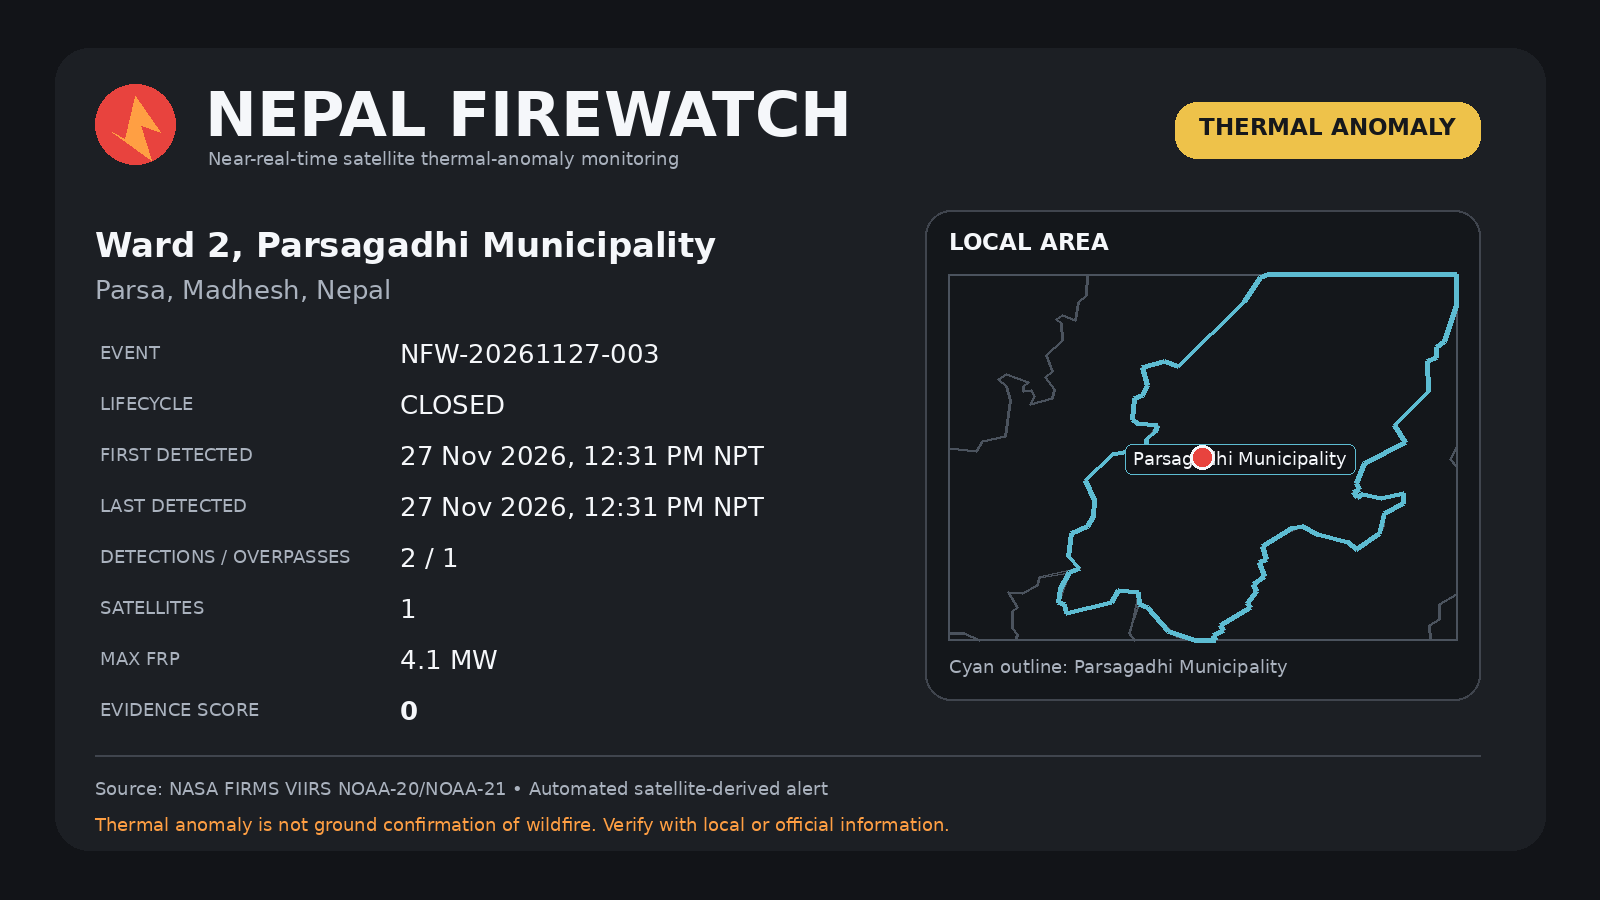 NEPAL FIREWATCH
Near-real-time satellite thermal-anomaly monitoring
THERMAL ANOMALY
Ward 2, Parsagadhi Municipality
Parsa, Madhesh, Nepal
EVENT NFW-20261127-003
LIFECYCLE CLOSED
FIRST DETECTED 27 Nov 2026, 12:31 PM NPT
LAST DETECTED 27 Nov 2026, 12:31 PM NPT
DETECTIONS / OVERPASSES 2 / 1
SATELLITES 1
MAX FRP 4.1 MW
EVIDENCE SCORE 0
LOCAL AREA
Parsagadhi Municipality
Cyan outline: Parsagadhi Municipality
Source: NASA FIRMS VIIRS NOAA-20/NOAA-21 • Automated satellite-derived alert
Thermal anomaly is not ground confirmation of wildfire. Verify with local or official information.